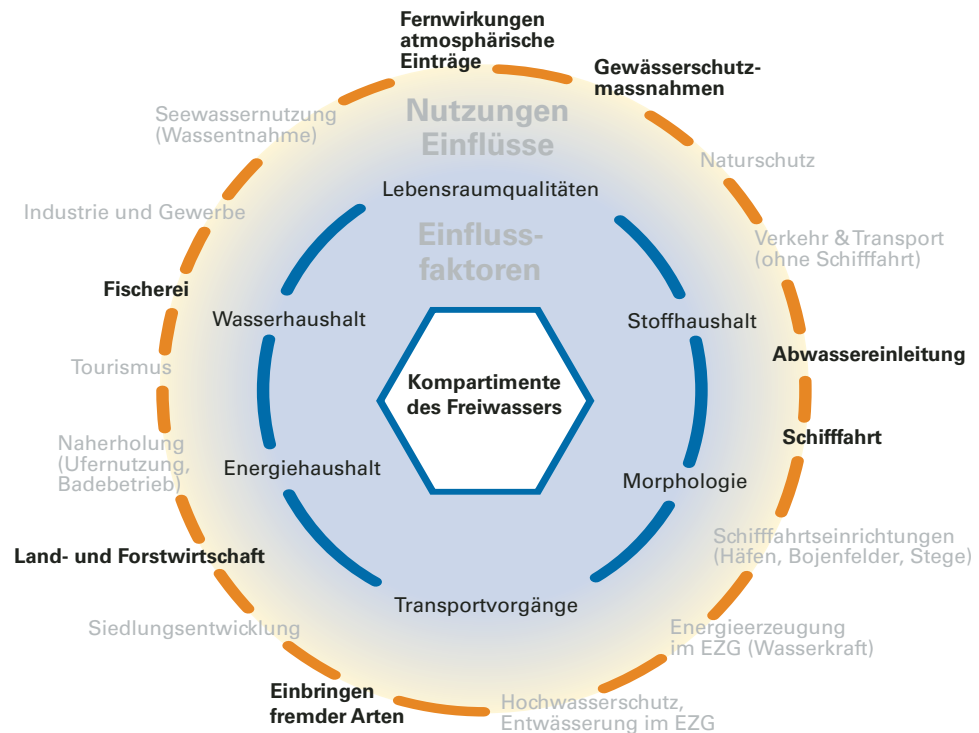 Fernwirkungen
atmosphärische
Einträge
Gewässerschutz-
massnahmen
Nutzungen
Einflüsse
Seewassernutzung
(Wassentnahme)
Naturschutz
Lebensraumqualitäten
Industrie und Gewerbe
Einfluss-
faktoren
Verkehr & Transport
(ohne Schifffahrt)
Fischerei
Wasserhaushalt
Stoffhaushalt
Tourismus
Abwassereinleitung
Kompartimente
des Freiwassers
Schifffahrt
Naherholung
(Ufernutzung,
Badebetrieb)
Energiehaushalt
Morphologie
Land- und Forstwirtschaft
Schifffahrtseinrichtungen
(Häfen, Bojenfelder, Stege)
Transportvorgänge
Siedlungsentwicklung
Energieerzeugung
im EZG (Wasserkraft)
Einbringen
fremder Arten
Hochwasserschutz,
Entwässerung im EZG